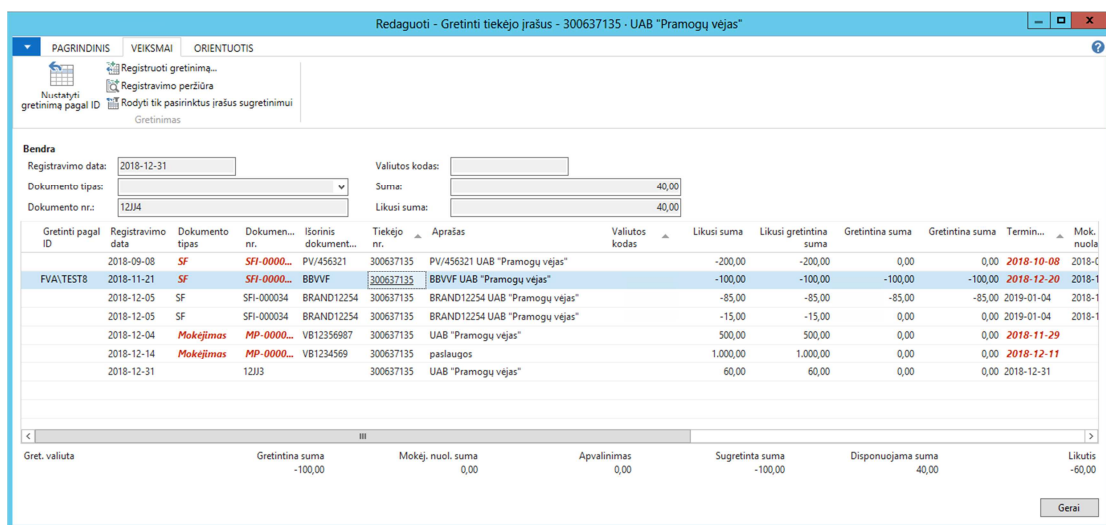 Redaguoti - Gretinti tiekėjo įrašus - 300637135 · UAB "Pramogų vėjas"
PAGRINDINIS VEIKSMAI ORIENTUOTIS
Nustatyti gretinimą pagal ID
Registruoti gretinimą...
Registravimo peržiūra
Rodyti tik pasirinktus įrašus sugretinimui
Gretinimas
Bendra
Registravimo data: 2018-12-31 Valiutos kodas:
Dokumento tipas: Suma: 40,00
Dokumento nr.: 12JJ4 Likusi suma: 40,00
Gretinti pagal ID Registravimo data Dokumento tipas Dokumen... nr. Išorinis dokument... Tiekėjo nr. Aprašas Valiutos kodas Likusi suma Likusi gretintina suma Gretintina suma Gretintina suma Termin... Mok. nuola
2018-09-08 SF SFI-0000... PV/456321 300637135 PV/456321 UAB "Pramogų vėjas" -200,00 -200,00 0,00 0,00 2018-10-08 2018-0
FVA\TEST8 2018-11-21 SF SFI-0000... BBVVF 300637135 BBVVF UAB "Pramogų vėjas" -100,00 -100,00 -100,00 -100,00 2018-12-20 2018-1
2018-12-05 SF SFI-000034 BRAND12254 300637135 BRAND12254 UAB "Pramogų vėjas" -85,00 -85,00 -85,00 -85,00 2019-01-04 2018-1
2018-12-05 SF SFI-000034 BRAND12254 300637135 BRAND12254 UAB "Pramogų vėjas" -15,00 -15,00 0,00 0,00 2019-01-04 2018-1
2018-12-04 Mokėjimas MP-0000... VB12356987 300637135 UAB "Pramogų vėjas" 500,00 500,00 0,00 0,00 2018-11-29
2018-12-14 Mokėjimas MP-0000... VB1234569 300637135 paslaugos 1.000,00 1.000,00 0,00 0,00 2018-12-11
2018-12-31 12JJ3 300637135 UAB "Pramogų vėjas" 60,00 60,00 0,00 0,00 2018-12-31
Gret. valiuta Gretintina suma Mokėj. nuol. suma Apvalinimas Sugretinta suma Disponuojama suma Likutis
-100,00 0,00 0,00 -100,00 40,00 -60,00
Gerai